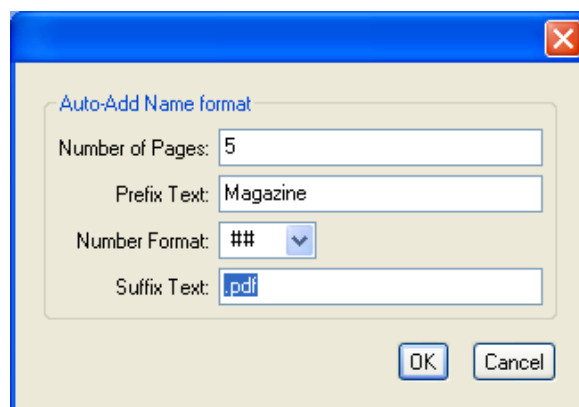 Auto-Add Name format
Number of Pages: 5
Prefix Text: Magazine
Number Format: ##
Suffix Text: .pdf
OK Cancel